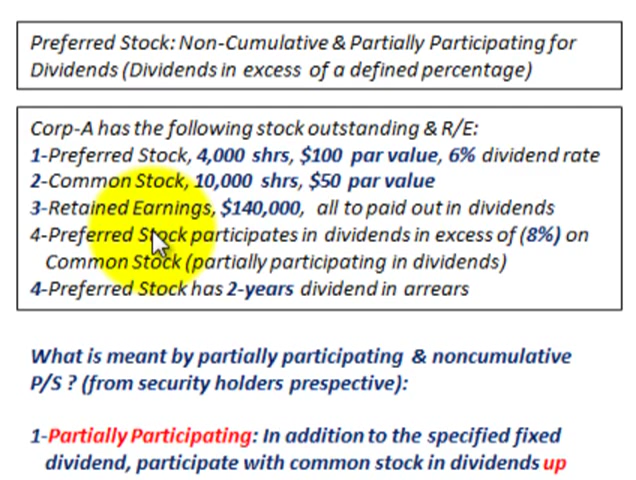 Preferred Stock: Non-Cumulative & Partially Participating for
Dividends (Dividends in excess of a defined percentage)
Corp-A has the following stock outstanding & R/E:
1-Preferred Stock, 4,000 shrs, $100 par value, 6% dividend rate
2-Common Stock, 10,000 shrs, $50 par value
3-Retained Earnings, $140,000, all to paid out in dividends
4-Preferred Stock participates in dividends in excess of (8%) on
Common Stock (partially participating in dividends)
4-Preferred Stock has 2-years dividend in arrears
What is meant by partially participating & noncumulative
P/S ? (from security holders prespective):
1-Partially Participating: In addition to the specified fixed
dividend, participate with common stock in dividends up